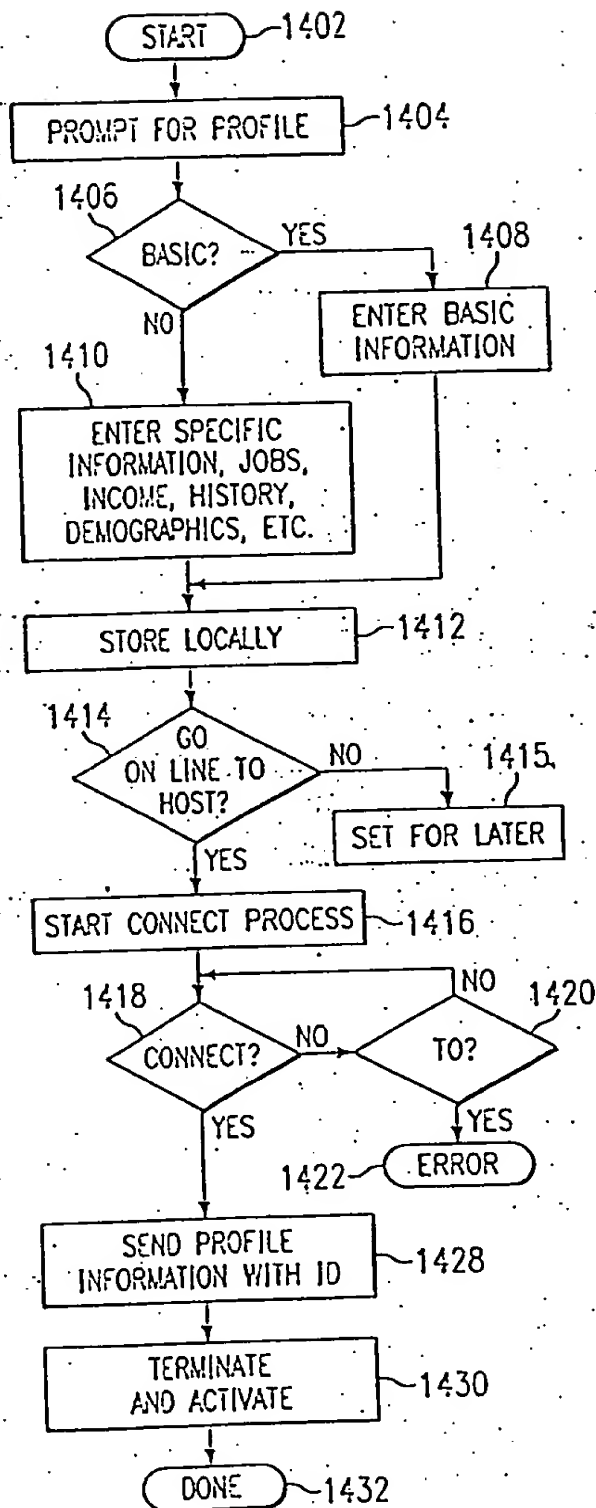 START
1402
PROMPT FOR PROFILE
1404
1406
BASIC?
YES
NO
1408
ENTER BASIC
INFORMATION
1410
ENTER SPECIFIC
INFORMATION, JOBS,
INCOME, HISTORY,
DEMOGRAPHICS, ETC.
STORE LOCALLY
1412
1414
GO
ON LINE TO
HOST?
NO
YES
1415
SET FOR LATER
START CONNECT PROCESS
1416
1418
CONNECT?
NO
YES
NO
1420
TO?
YES
1422
ERROR
SEND PROFILE
INFORMATION WITH ID
1428
TERMINATE
AND ACTIVATE
1430
DONE
1432